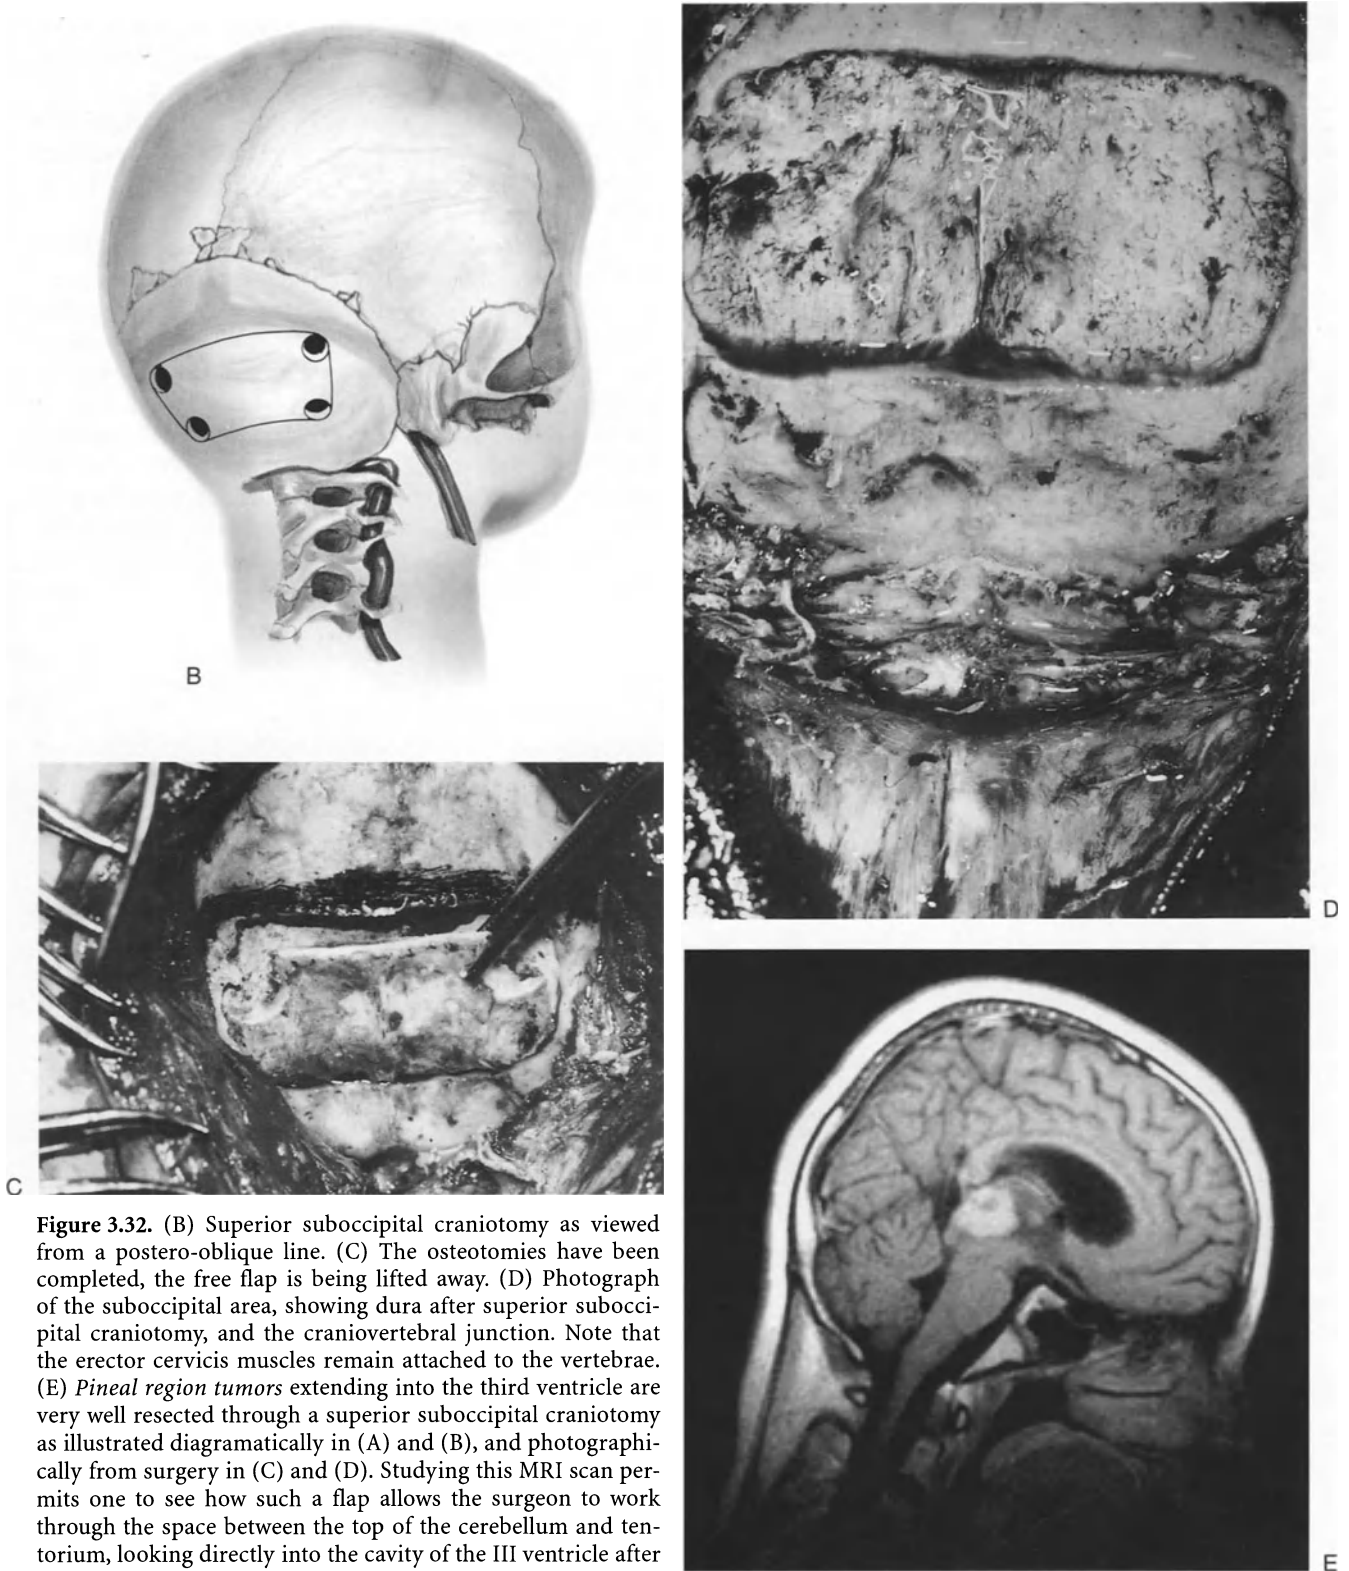 B
D
C
Figure 3.32. (B) Superior suboccipital craniotomy as viewed
from a postero-oblique line. (C) The osteotomies have been
completed, the free flap is being lifted away. (D) Photograph
of the suboccipital area, showing dura after superior subocci-
pital craniotomy, and the craniovertebral junction. Note that
the erector cervicis muscles remain attached to the vertebrae.
(E) Pineal region tumors extending into the third ventricle are
very well resected through a superior suboccipital craniotomy
as illustrated diagramatically in (A) and (B), and photographi-
cally from surgery in (C) and (D). Studying this MRI scan per-
mits one to see how such a flap allows the surgeon to work
through the space between the top of the cerebellum and ten-
torium, looking directly into the cavity of the III ventricle after
E